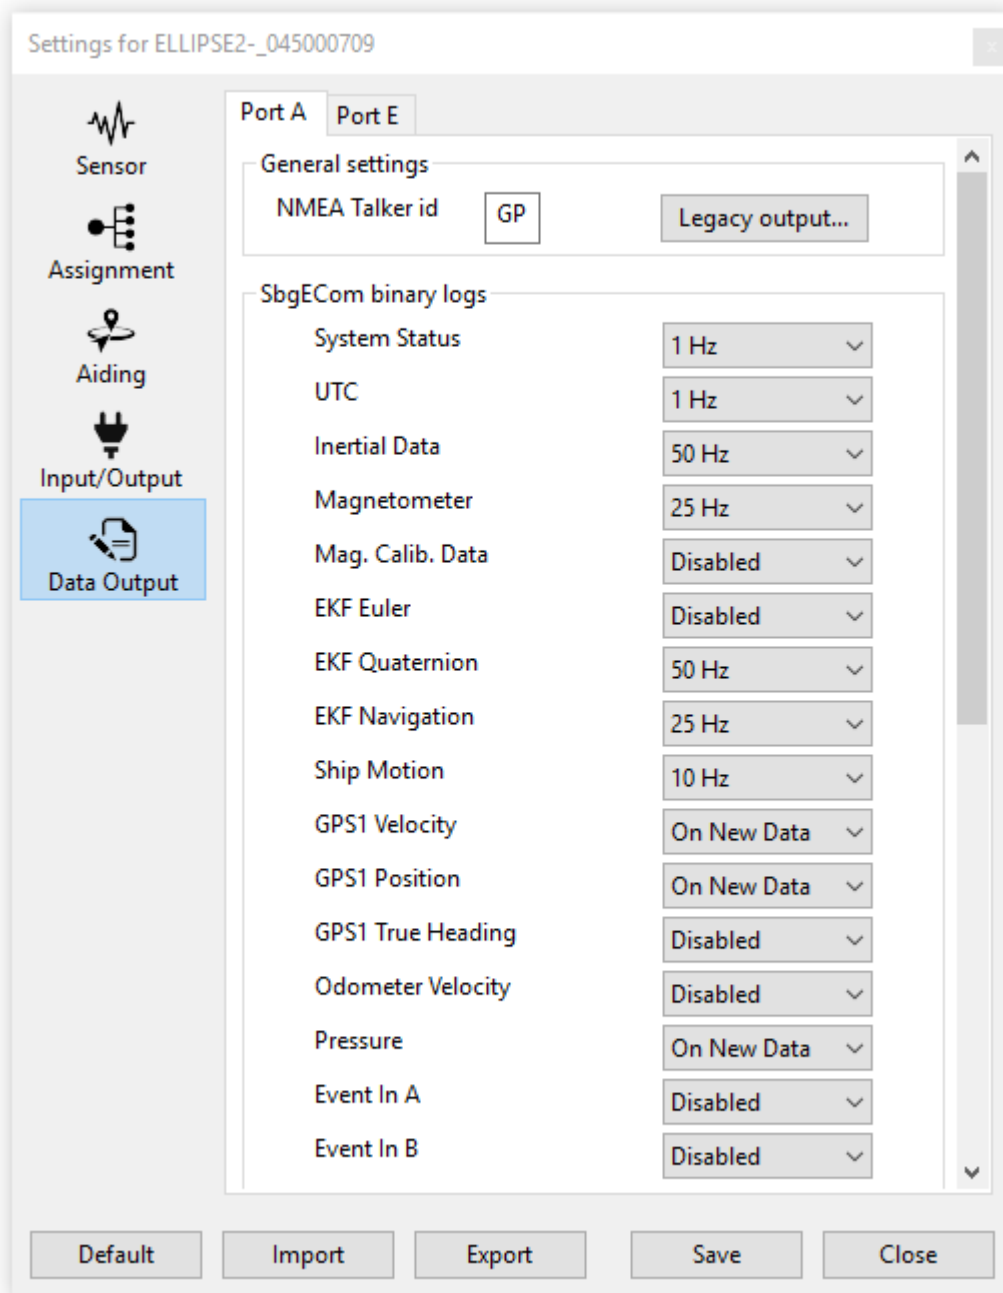 Settings for ELLIPSE2-_045000709
x
Sensor
Assignment
Aiding
Input/Output
Data Output
Port A
Port E
General settings
NMEA Talker id GP Legacy output...
SbgECom binary logs
System Status 1 Hz
UTC 1 Hz
Inertial Data 50 Hz
Magnetometer 25 Hz
Mag. Calib. Data Disabled
EKF Euler Disabled
EKF Quaternion 50 Hz
EKF Navigation 25 Hz
Ship Motion 10 Hz
GPS1 Velocity On New Data
GPS1 Position On New Data
GPS1 True Heading Disabled
Odometer Velocity Disabled
Pressure On New Data
Event In A Disabled
Event In B Disabled
Default Import Export Save Close